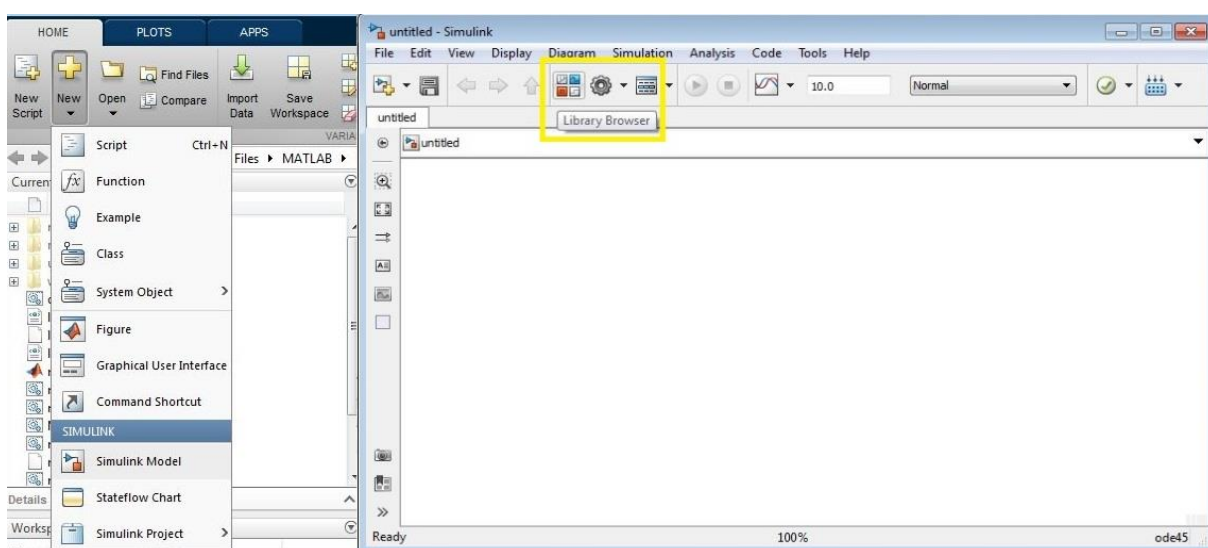 HOME PLOTS APPS
New Script
New
Open
Find Files
Compare
Import Data
Save Workspace
VARIA
Files MATLAB
Curren
Script Ctrl+N
Function
Example
Class
System Object
Figure
Graphical User Interface
Command Shortcut
SIMULINK
Simulink Model
Stateflow Chart
Simulink Project
Details
Worksp
untitled - Simulink
File Edit View Display Diagram Simulation Analysis Code Tools Help
10.0 Normal
Library Browser
untitled
untitled
Ready 100% ode45